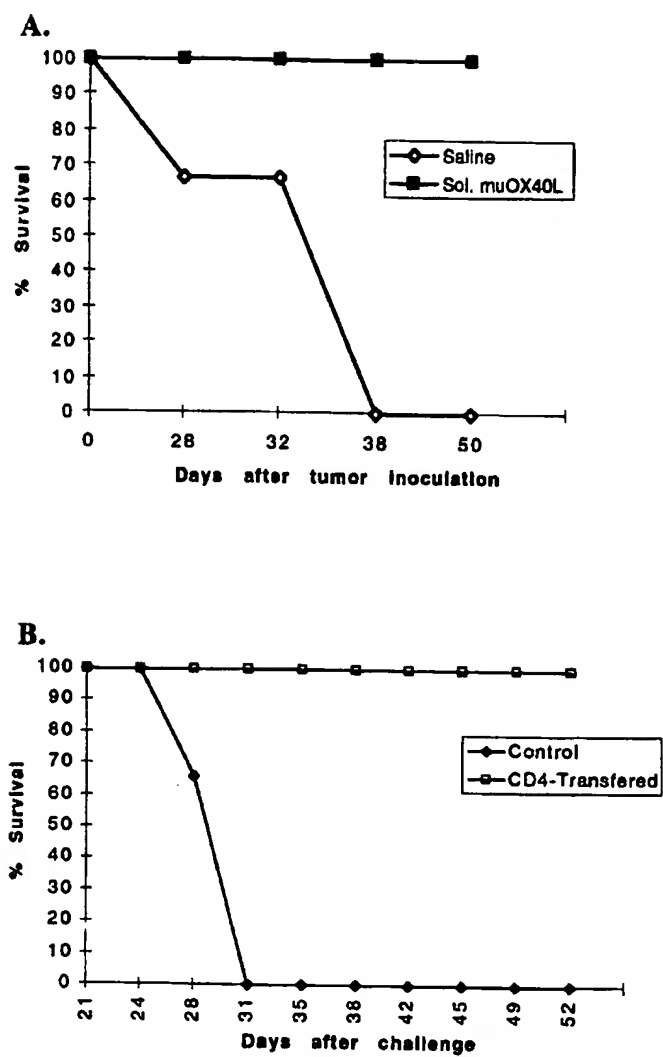 A.
100
90
80
70
60
50
40
30
20
10
0
% Survival
Saline
Sol. muOX40L
0 28 32 38 50
Days after tumor inoculation
B.
100
90
80
70
60
50
40
30
20
10
0
% Survival
Control
CD4-Transfered
21 24 28 31 35 38 42 45 49 52
Days after challenge